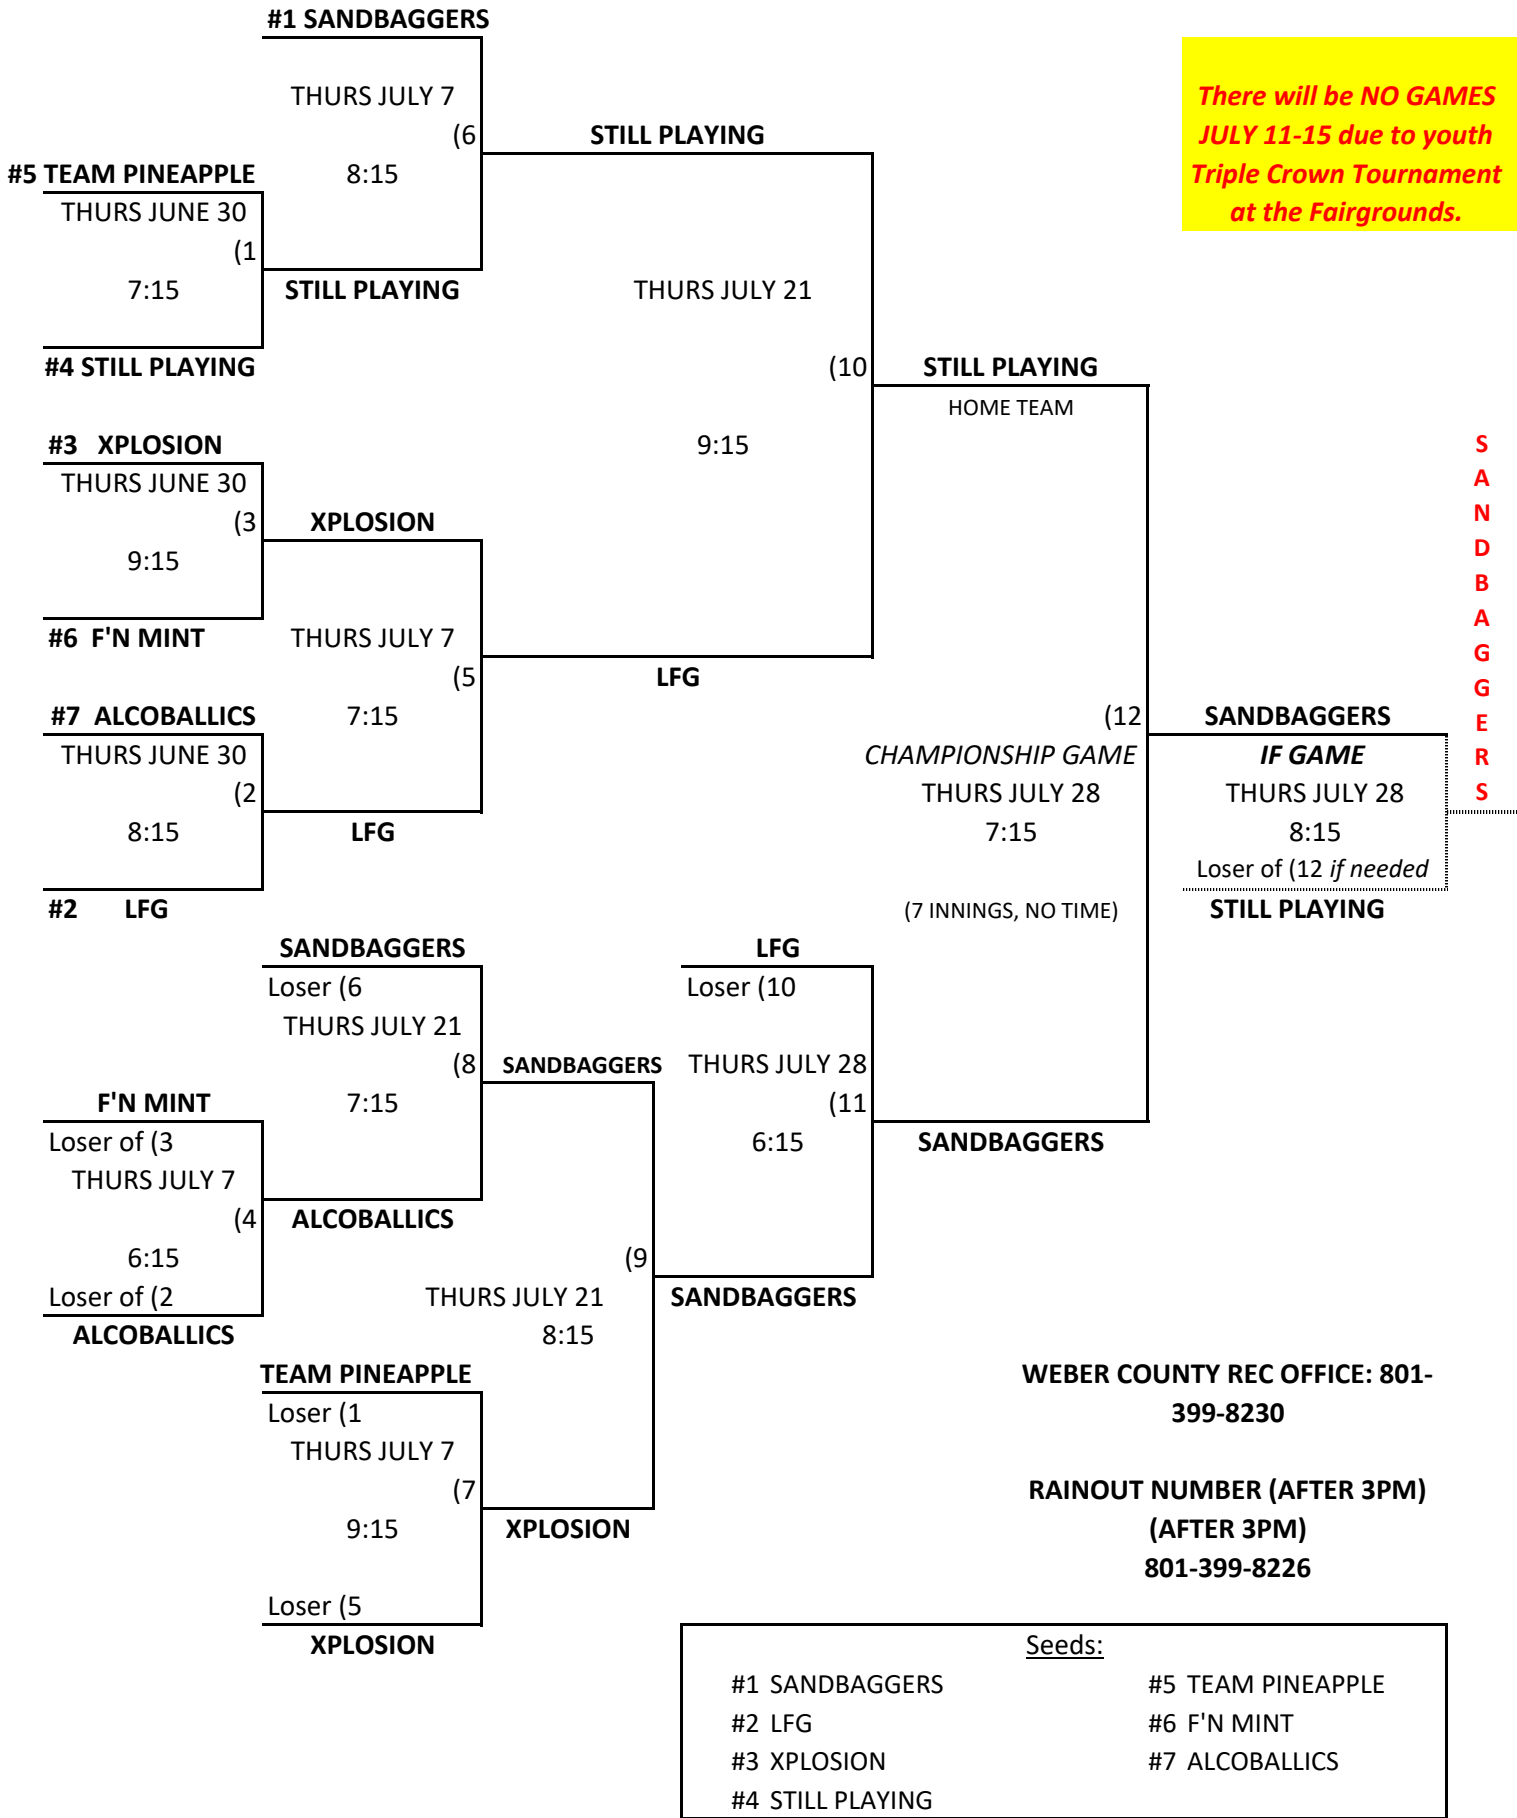 #1 SANDBAGGERS
THURS JULY 7
(6
8:15
STILL PLAYING
There will be NO GAMES
JULY 11-15 due to youth
Triple Crown Tournament
at the Fairgrounds.
#5 TEAM PINEAPPLE
THURS JUNE 30
(1
7:15
STILL PLAYING
#4 STILL PLAYING
THURS JULY 21
(10
9:15
STILL PLAYING
HOME TEAM
#3 XPLOSION
THURS JUNE 30
(3
9:15
XPLOSION
#6 F'N MINT
THURS JULY 7
(5
7:15
LFG
#7 ALCOBALLICS
THURS JUNE 30
(2
8:15
LFG
#2 LFG
(12
CHAMPIONSHIP GAME
THURS JULY 28
7:15
(7 INNINGS, NO TIME)
SANDBAGGERS
IF GAME
THURS JULY 28
8:15
Loser of (12 if needed
STILL PLAYING
S
A
N
D
B
A
G
G
E
R
S
SANDBAGGERS
Loser (6
THURS JULY 21
(8
7:15
SANDBAGGERS
LFG
Loser (10
THURS JULY 28
(11
6:15
SANDBAGGERS
F'N MINT
Loser of (3
THURS JULY 7
(4
6:15
Loser of (2
ALCOBALLICS
ALCOBALLICS
(9
THURS JULY 21
8:15
SANDBAGGERS
TEAM PINEAPPLE
Loser (1
THURS JULY 7
(7
9:15
XPLOSION
Loser (5
XPLOSION
WEBER COUNTY REC OFFICE: 801-
399-8230
RAINOUT NUMBER (AFTER 3PM)
(AFTER 3PM)
801-399-8226
Seeds:
#1 SANDBAGGERS
#2 LFG
#3 XPLOSION
#4 STILL PLAYING
#5 TEAM PINEAPPLE
#6 F'N MINT
#7 ALCOBALLICS